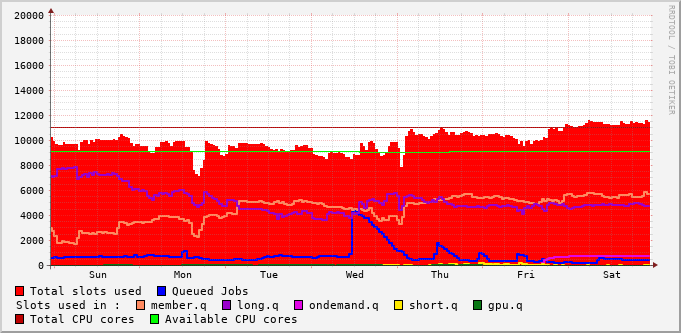 20000
18000
16000
14000
12000
10000
8000
6000
4000
2000
0
Sun Mon Tue Wed Thu Fri Sat
RRDTOOL / TOBI OETIKER
Total slots used Queued Jobs
Slots used in : member.q long.q ondemand.q short.q gpu.q
Total CPU cores Available CPU cores